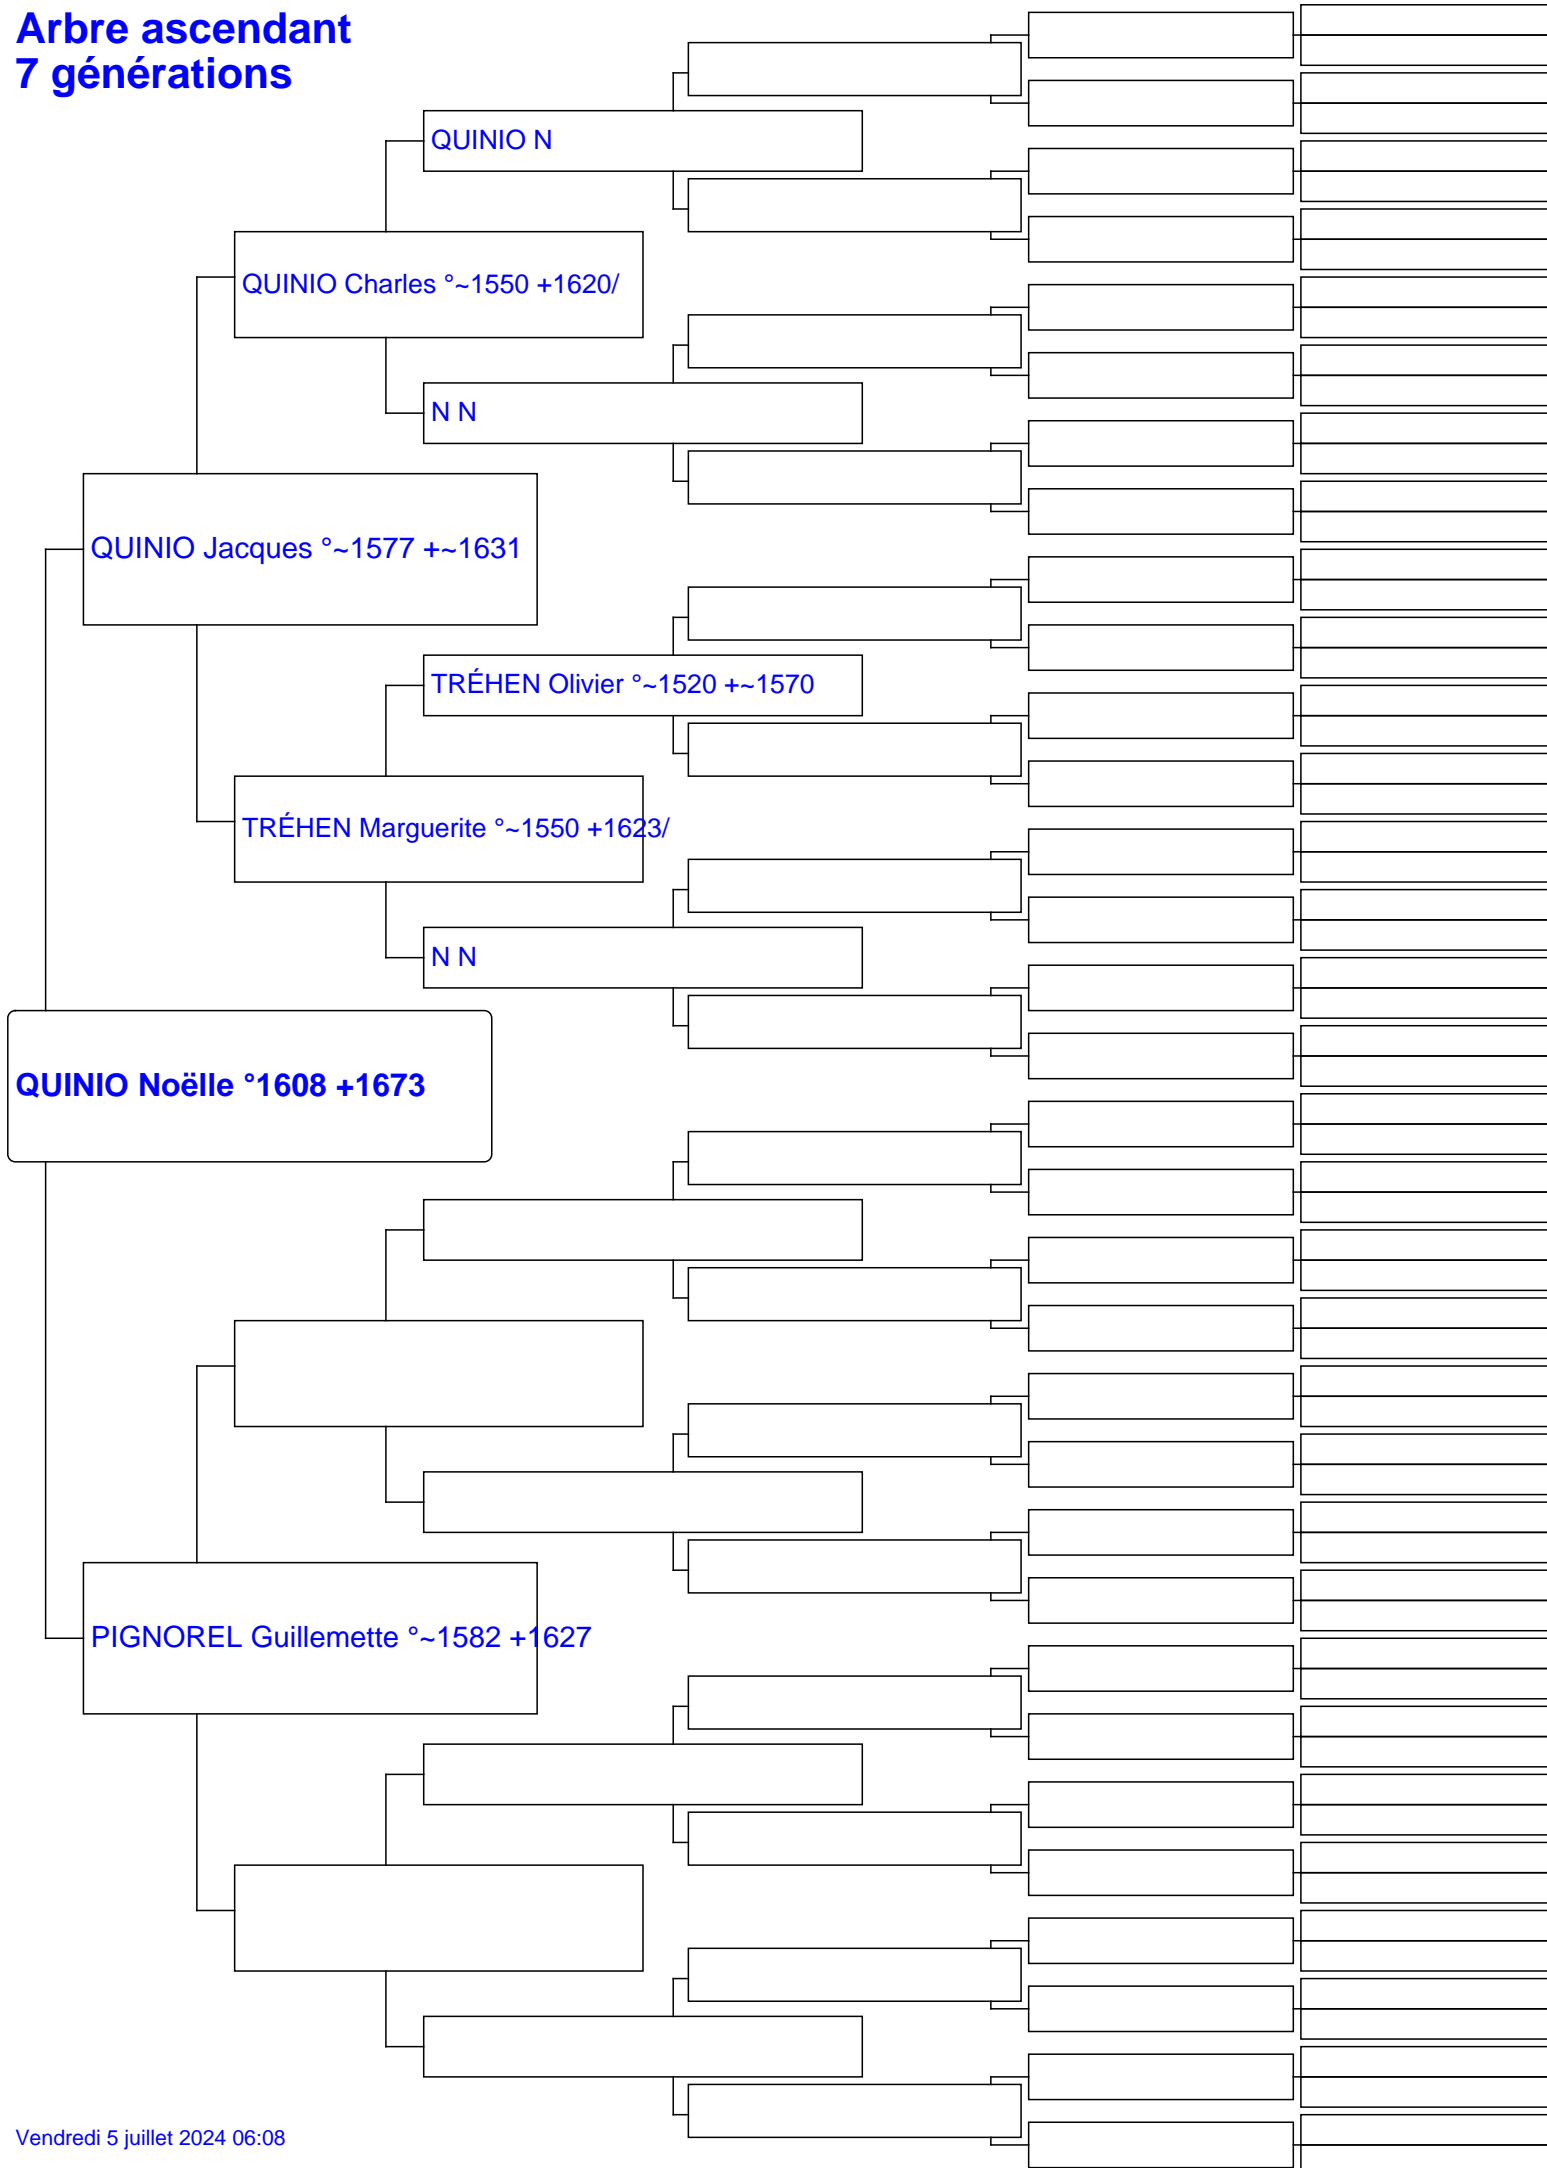 Arbre ascendant
7 générations
QUINIO N
QUINIO Charles °~1550 +1620/
N N
QUINIO Jacques °~1577 +~1631
TRÉHEN Olivier °~1520 +~1570
TRÉHEN Marguerite °~1550 +1623/
N N
QUINIO Noëlle °1608 +1673
PIGNOREL Guillemette °~1582 +1627
Vendredi 5 juillet 2024 06:08